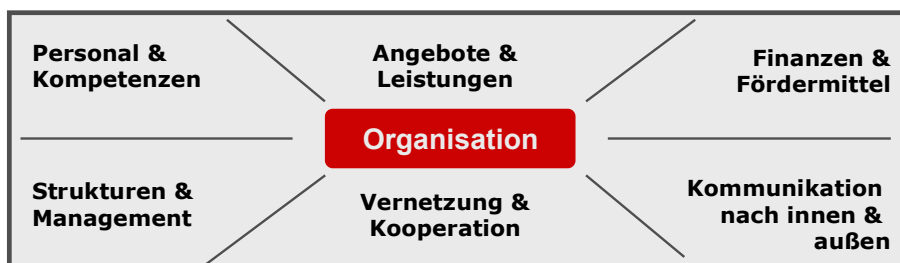 Personal &
Kompetenzen
Angebote &
Leistungen
Finanzen &
Fördermittel
Organisation
Strukturen &
Management
Vernetzung &
Kooperation
Kommunikation
nach innen &
außen